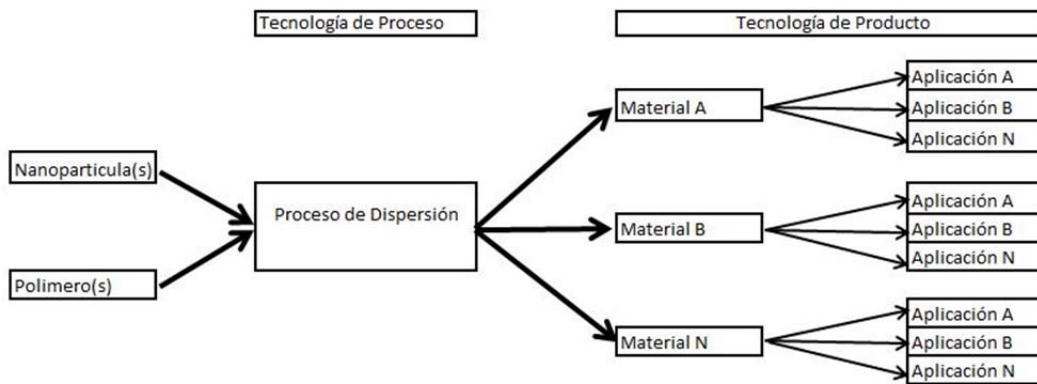 Tecnología de Proceso
Tecnología de Producto
Nanoparticula(s)
Polimero(s)
Proceso de Dispersión
Material A
Aplicación A
Aplicación B
Aplicación N
Material B
Aplicación A
Aplicación B
Aplicación N
Material N
Aplicación A
Aplicación B
Aplicación N